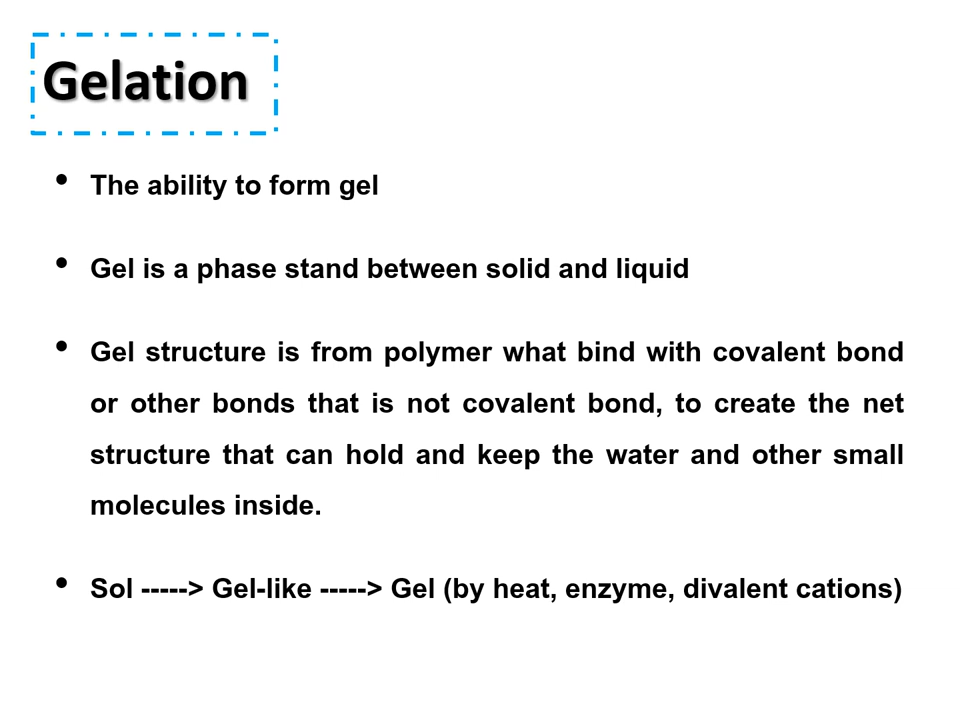 Gelation
• The ability to form gel
• Gel is a phase stand between solid and liquid
• Gel structure is from polymer what bind with covalent bond
or other bonds that is not covalent bond, to create the net
structure that can hold and keep the water and other small
molecules inside.
• Sol -----> Gel-like -----> Gel (by heat, enzyme, divalent cations)